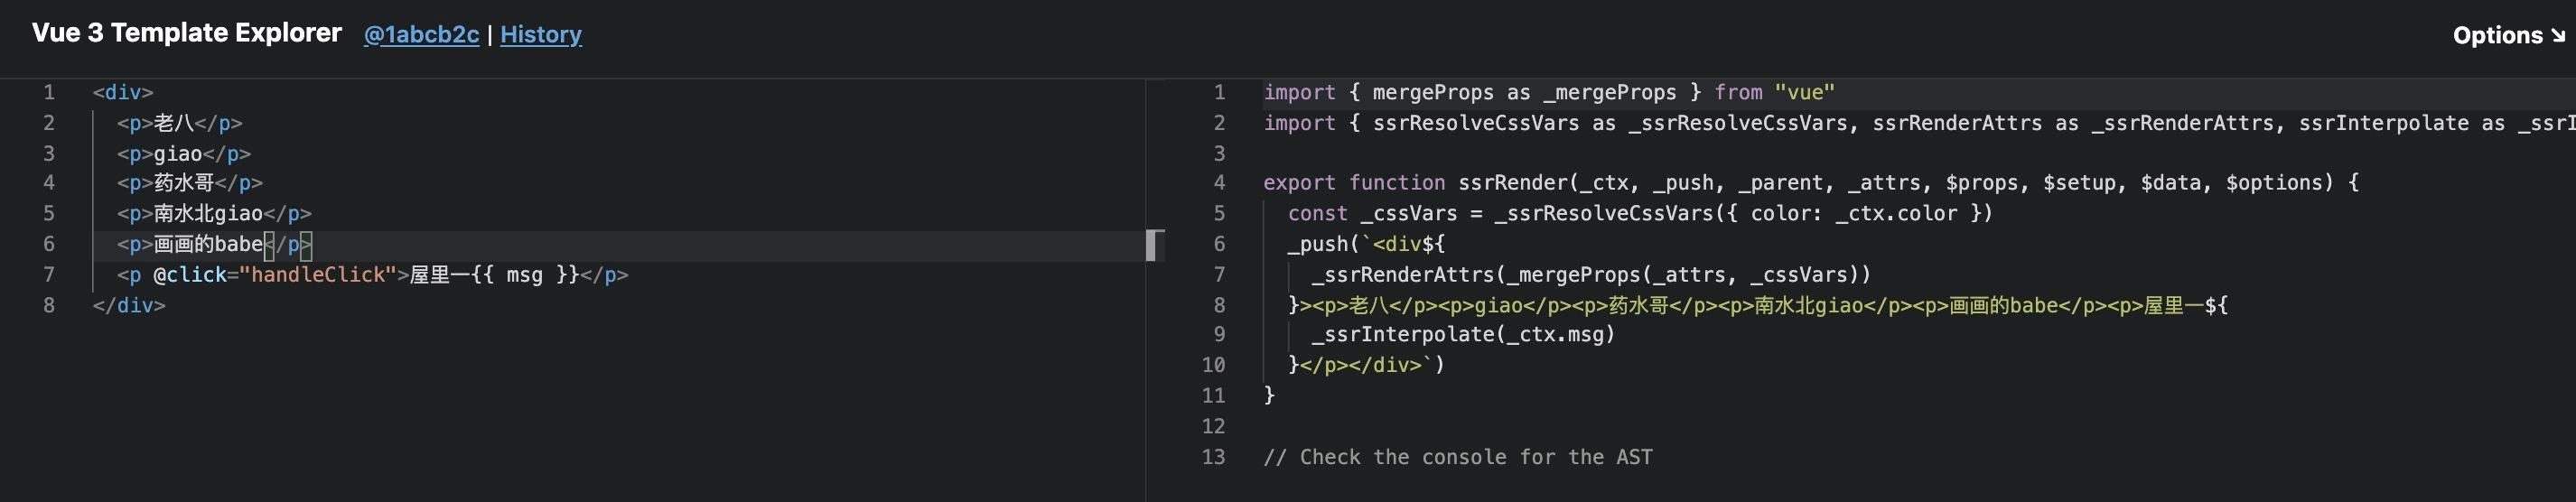 Vue 3 Template Explorer @1abcb2c | History Options ↘
1 <div>
2 <p>老八</p>
3 <p>giao</p>
4 <p>药水哥</p>
5 <p>南水北giao</p>
6 <p>画画的babe</p>
7 <p @click="handleClick">屋里一{{ msg }}</p>
8 </div>
1 import { mergeProps as _mergeProps } from "vue"
2 import { ssrResolveCssVars as _ssrResolveCssVars, ssrRenderAttrs as _ssrRenderAttrs, ssrInterpolate as _ssrI
3
4 export function ssrRender(_ctx, _push, _parent, _attrs, $props, $setup, $data, $options) {
5 const _cssVars = _ssrResolveCssVars({ color: _ctx.color })
6 _push(`<div${
7 _ssrRenderAttrs(_mergeProps(_attrs, _cssVars))
8 }><p>老八</p><p>giao</p><p>药水哥</p><p>南水北giao</p><p>画画的babe</p><p>屋里一${
9 _ssrInterpolate(_ctx.msg)
10 }</p></div>`)
11 }
12
13 // Check the console for the AST